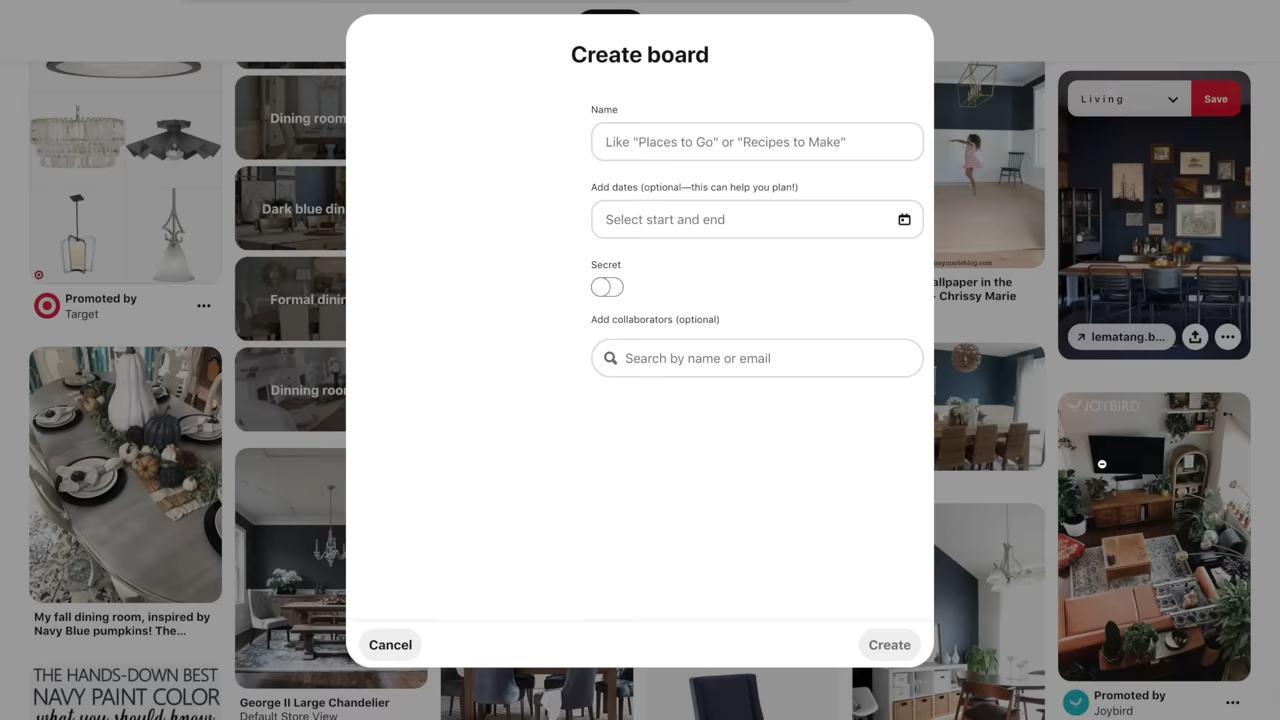 Create board
Name
Like "Places to Go" or "Recipes to Make"
Add dates (optional—this can help you plan!)
Select start and end
Secret
Add collaborators (optional)
Search by name or email
Cancel
Create
Promoted by
Target
My fall dining room, inspired by
Navy Blue pumpkins! The...
THE HANDS-DOWN BEST
NAVY PAINT COLOR
what you should know
Dining room
Dark blue din
Formal dinin
Dinning roo
George II Large Chandelier
Default Store View
allpaper in the
- Chrissy Marie
Living
Save
lematang.b...
JOYBIRD
Promoted by
Joybird